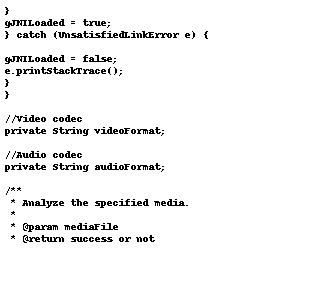 }
gJNILoaded = true;
} catch (UnsatisfiedLinkError e) {
gJNILoaded = false;
e.printStackTrace();
}
}
//Video codec
private String videoFormat;
//Audio codec
private String audioFormat;
/**
* Analyze the specified media.
*
* @param mediaFile
* @return success or not